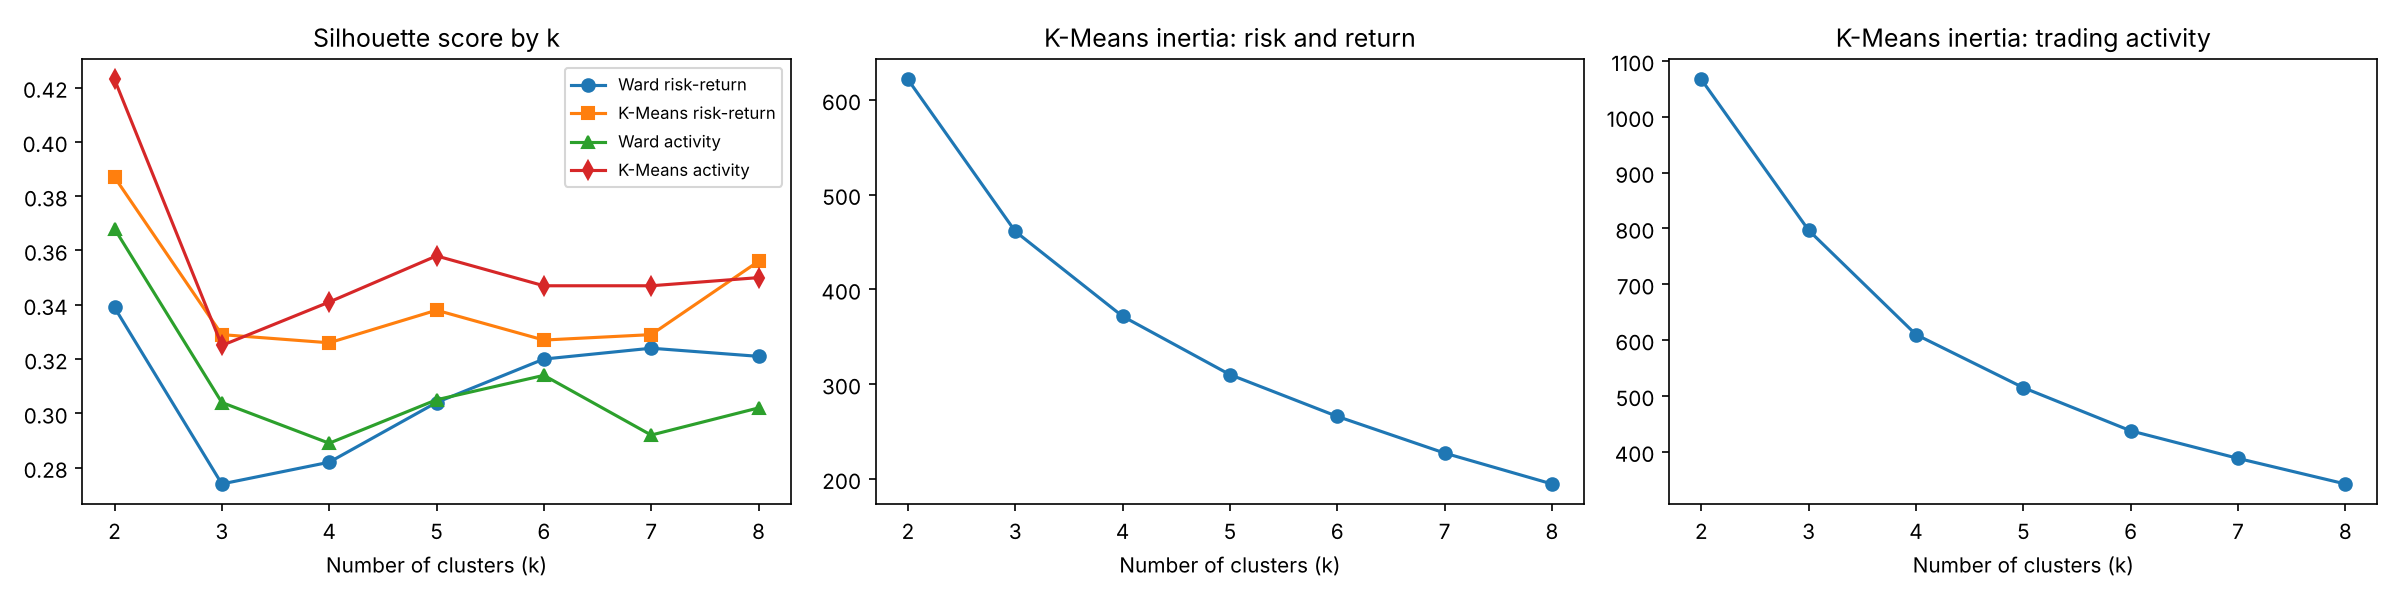 Silhouette score by k
0.42
0.40
0.38
0.36
0.34
0.32
0.30
0.28
Ward risk-return
K-Means risk-return
Ward activity
K-Means activity
2 3 4 5 6 7 8
Number of clusters (k)
K-Means inertia: risk and return
600
500
400
300
200
2 3 4 5 6 7 8
Number of clusters (k)
K-Means inertia: trading activity
1100
1000
900
800
700
600
500
400
2 3 4 5 6 7 8
Number of clusters (k)